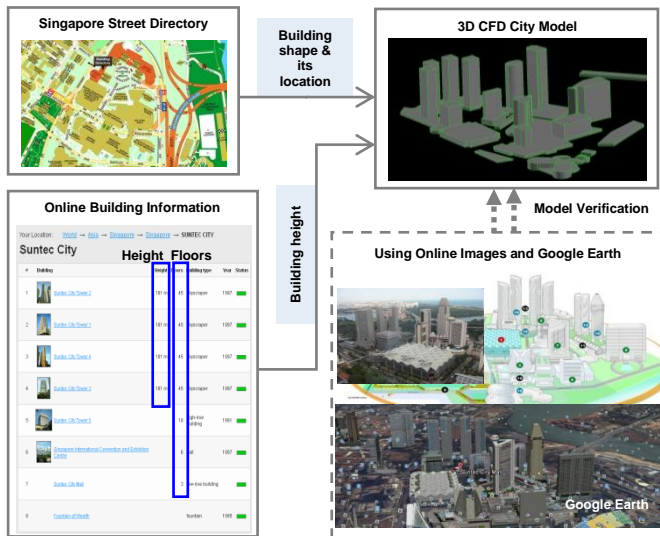 Singapore Street Directory
Building
Directory
Building
shape &
its
location
3D CFD City Model
Online Building Information
Your Location: World → Asia → Singapore → Singapore → SUNTEC CITY
Suntec City
Height Floors
# Building Height Floors Building type Year Status
1 Suntec City Tower 2 181 m 45 skyscraper 1997
2 Suntec City Tower 1 181 m 45 skyscraper 1997
3 Suntec City Tower 4 181 m 45 skyscraper 1997
4 Suntec City Tower 3 181 m 45 skyscraper 1997
5 Suntec City Tower 5 18 high-rise building 1991
6 Singapore International Convention and Exhibition Centre 6 hall 1997
7 Suntec City Mall 3 low-rise building
8 Fountain of Wealth fountain 1995
Building height
Model Verification
Using Online Images and Google Earth
Suntec City Mall
Google Earth